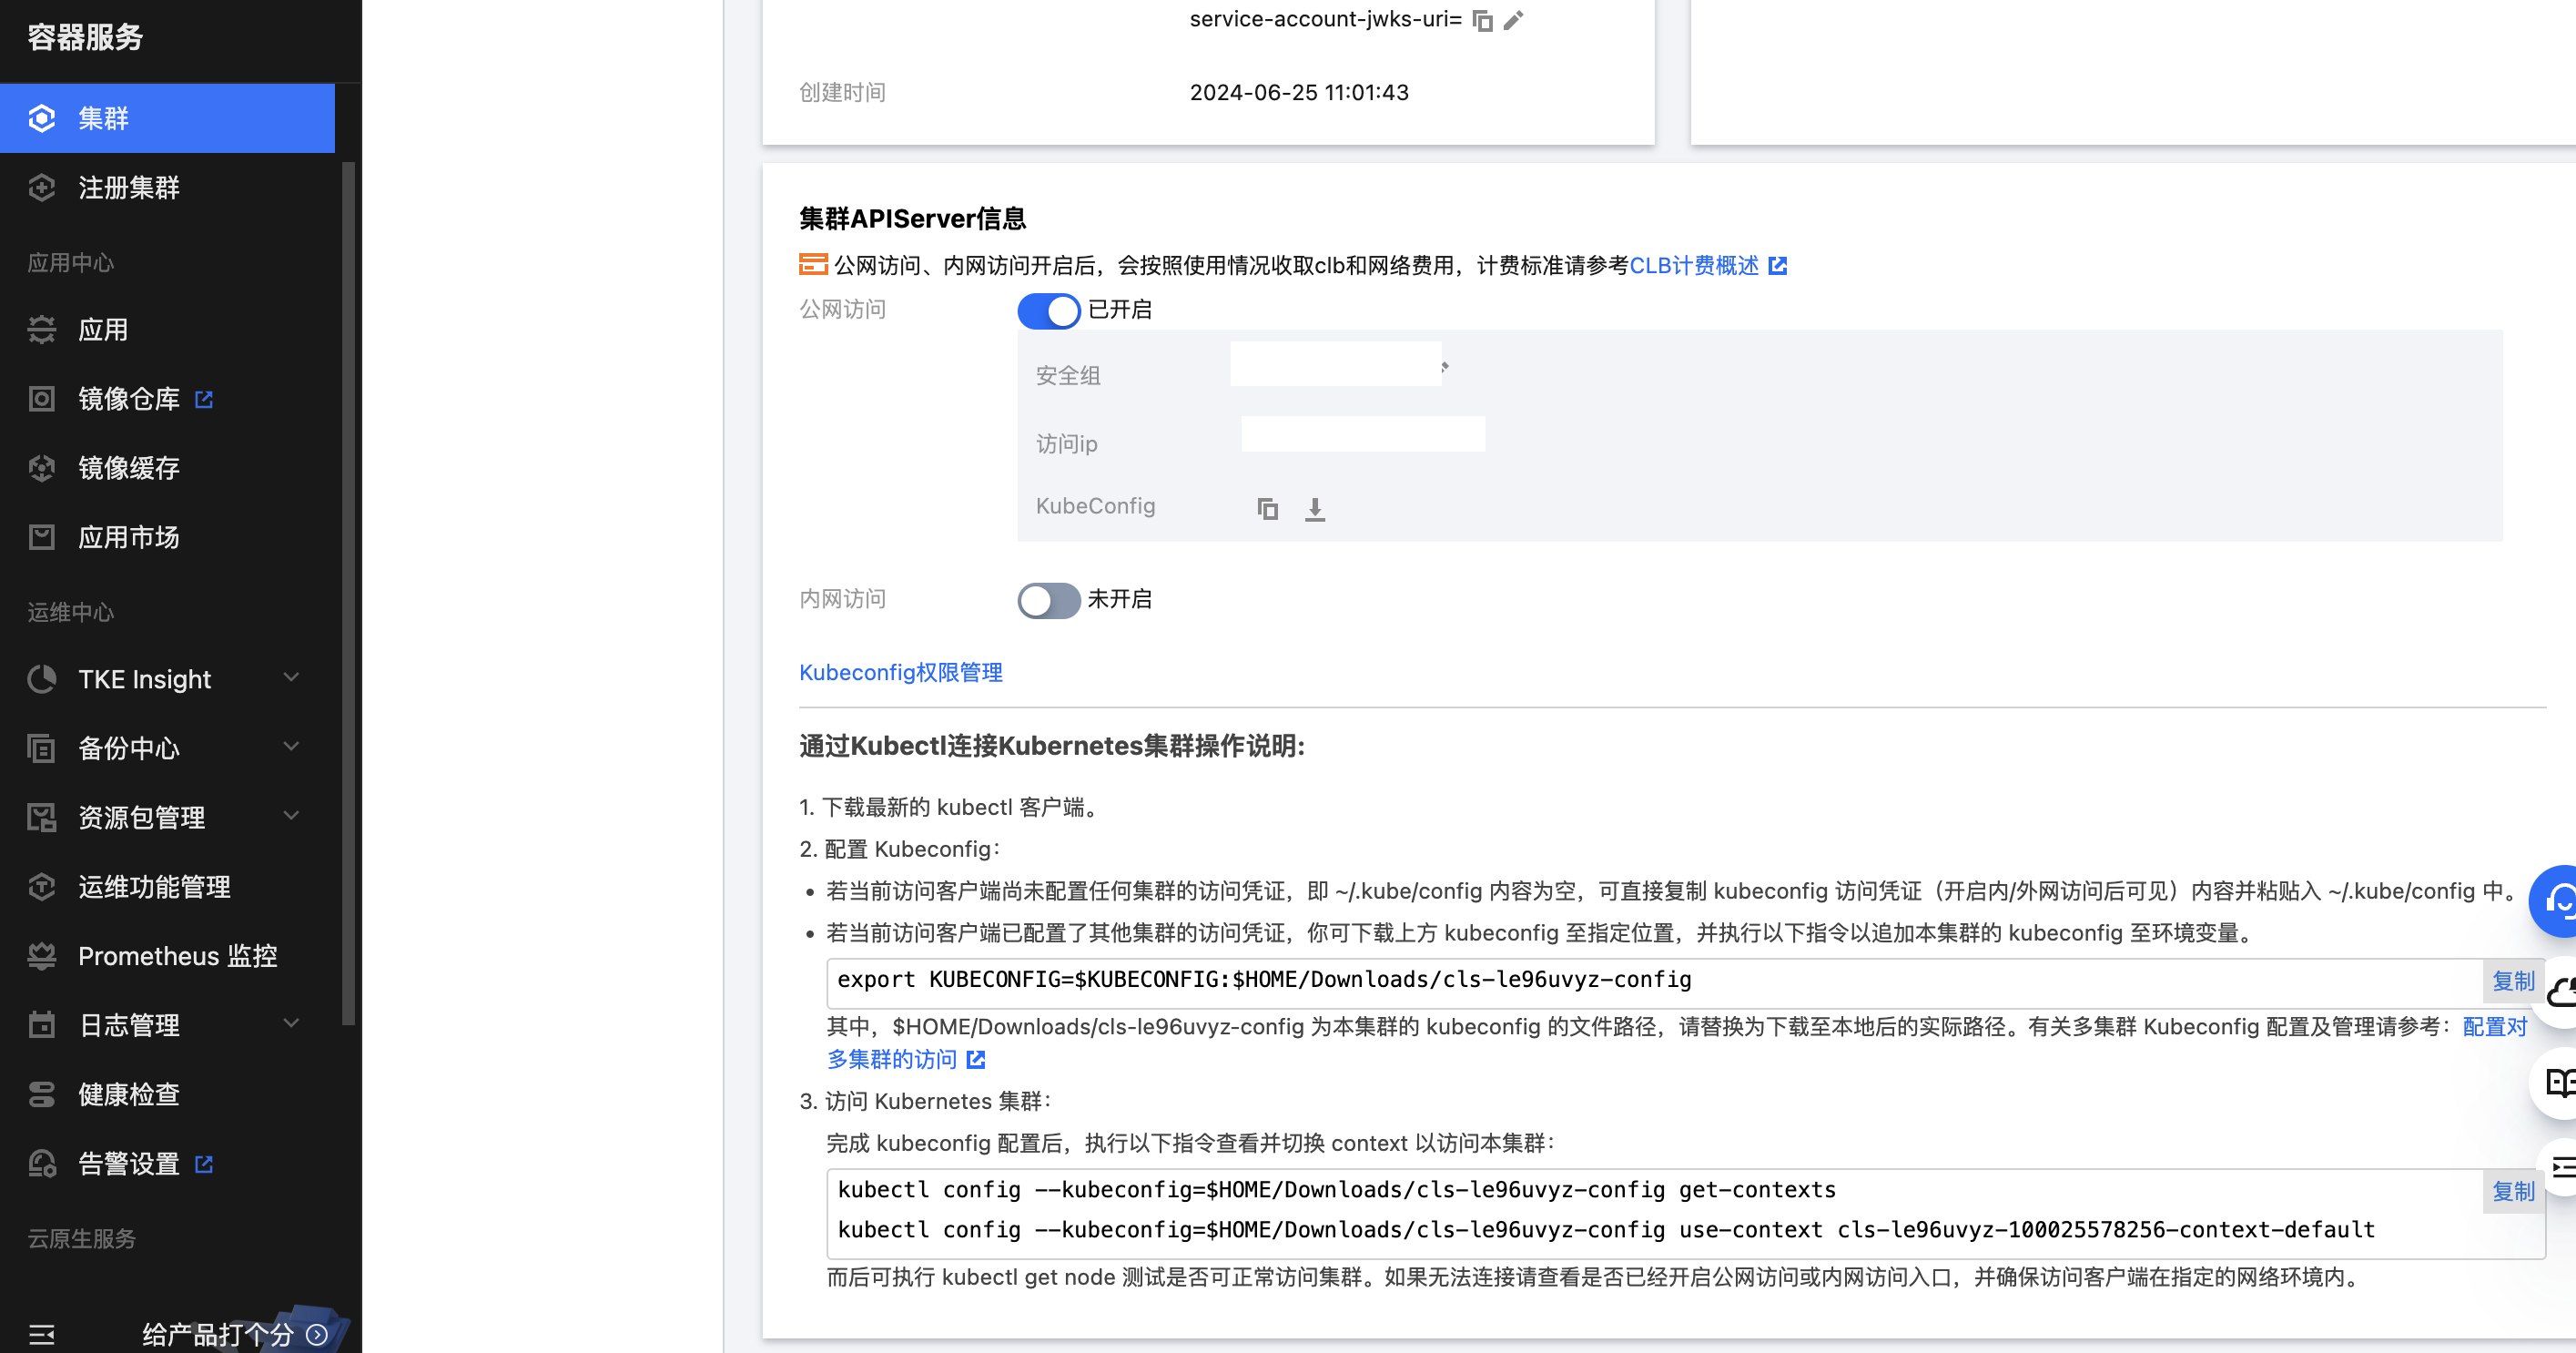 容器服务
集群
注册集群
应用中心
应用
镜像仓库
镜像缓存
应用市场
运维中心
TKE Insight
备份中心
资源包管理
运维功能管理
Prometheus 监控
日志管理
健康检查
告警设置
云原生服务
给产品打个分
service-account-jwks-uri=
创建时间 2024-06-25 11:01:43
集群APIServer信息
公网访问、内网访问开启后，会按照使用情况收取clb和网络费用，计费标准请参考CLB计费概述
公网访问 已开启
安全组
访问ip
KubeConfig
内网访问 未开启
Kubeconfig权限管理
通过Kubectl连接Kubernetes集群操作说明:
1. 下载最新的 kubectl 客户端。
2. 配置 Kubeconfig：
• 若当前访问客户端尚未配置任何集群的访问凭证，即 ~/.kube/config 内容为空，可直接复制 kubeconfig 访问凭证（开启内/外网访问后可见）内容并粘贴入 ~/.kube/config 中。
• 若当前访问客户端已配置了其他集群的访问凭证，你可下载上方 kubeconfig 至指定位置，并执行以下指令以追加本集群的 kubeconfig 至环境变量。
export KUBECONFIG=$KUBECONFIG:$HOME/Downloads/cls-le96uvyz-config 复制
其中，$HOME/Downloads/cls-le96uvyz-config 为本集群的 kubeconfig 的文件路径，请替换为下载至本地后的实际路径。有关多集群 Kubeconfig 配置及管理请参考：配置对
多集群的访问
3. 访问 Kubernetes 集群：
完成 kubeconfig 配置后，执行以下指令查看并切换 context 以访问本集群：
kubectl config --kubeconfig=$HOME/Downloads/cls-le96uvyz-config get-contexts 复制
kubectl config --kubeconfig=$HOME/Downloads/cls-le96uvyz-config use-context cls-le96uvyz-100025578256-context-default
而后可执行 kubectl get node 测试是否可正常访问集群。如果无法连接请查看是否已经开启公网访问或内网访问入口，并确保访问客户端在指定的网络环境内。